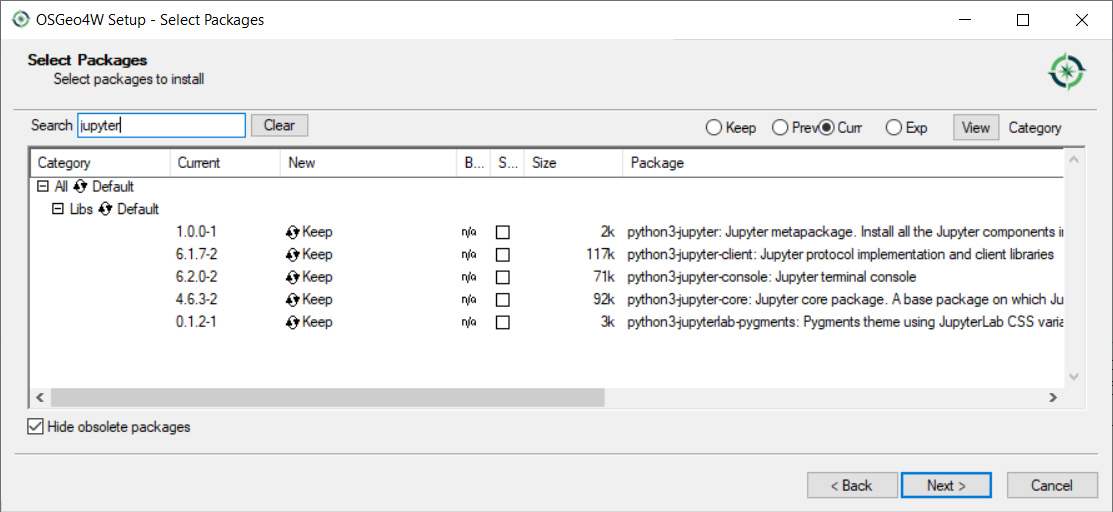 OSGeo4W Setup - Select Packages
Select Packages
Select packages to install
Search jupyter Clear Keep Prev Curr Exp View Category
Category Current New B... S... Size Package
All Default
Libs Default
1.0.0-1 Keep n/a 2k python3-jupyter: Jupyter metapackage. Install all the Jupyter components i
6.1.7-2 Keep n/a 117k python3-jupyter-client: Jupyter protocol implementation and client libraries
6.2.0-2 Keep n/a 71k python3-jupyter-console: Jupyter terminal console
4.6.3-2 Keep n/a 92k python3-jupyter-core: Jupyter core package. A base package on which Ju
0.1.2-1 Keep n/a 3k python3-jupyterlab-pygments: Pygments theme using JupyterLab CSS varia
Hide obsolete packages
< Back Next > Cancel